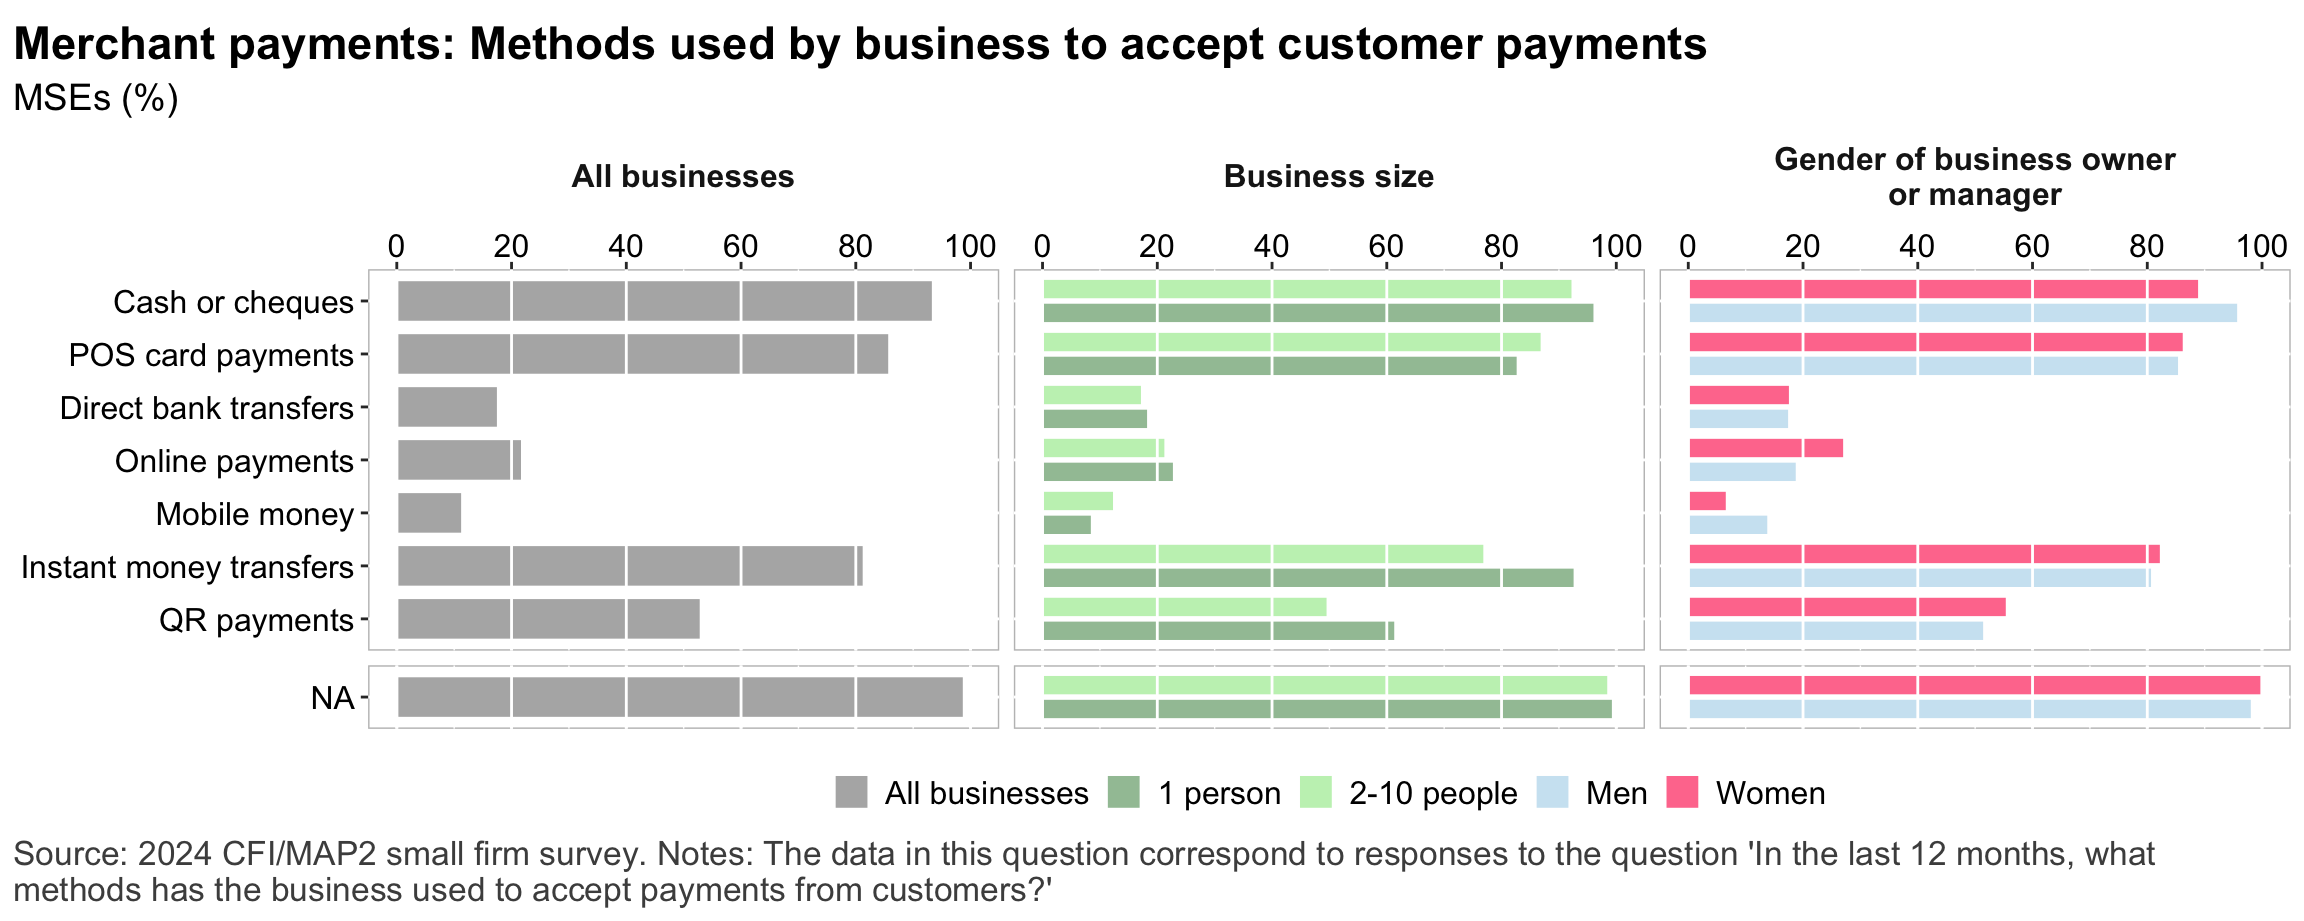 Merchant payments: Methods used by business to accept customer payments
MSEs (%)
All businesses
Business size
Gender of business owner
or manager
0 20 40 60 80 100
0 20 40 60 80 100
0 20 40 60 80 100
Cash or cheques
POS card payments
Direct bank transfers
Online payments
Mobile money
Instant money transfers
QR payments
NA
All businesses 1 person 2-10 people Men Women
Source: 2024 CFI/MAP2 small firm survey. Notes: The data in this question correspond to responses to the question 'In the last 12 months, what
methods has the business used to accept payments from customers?'